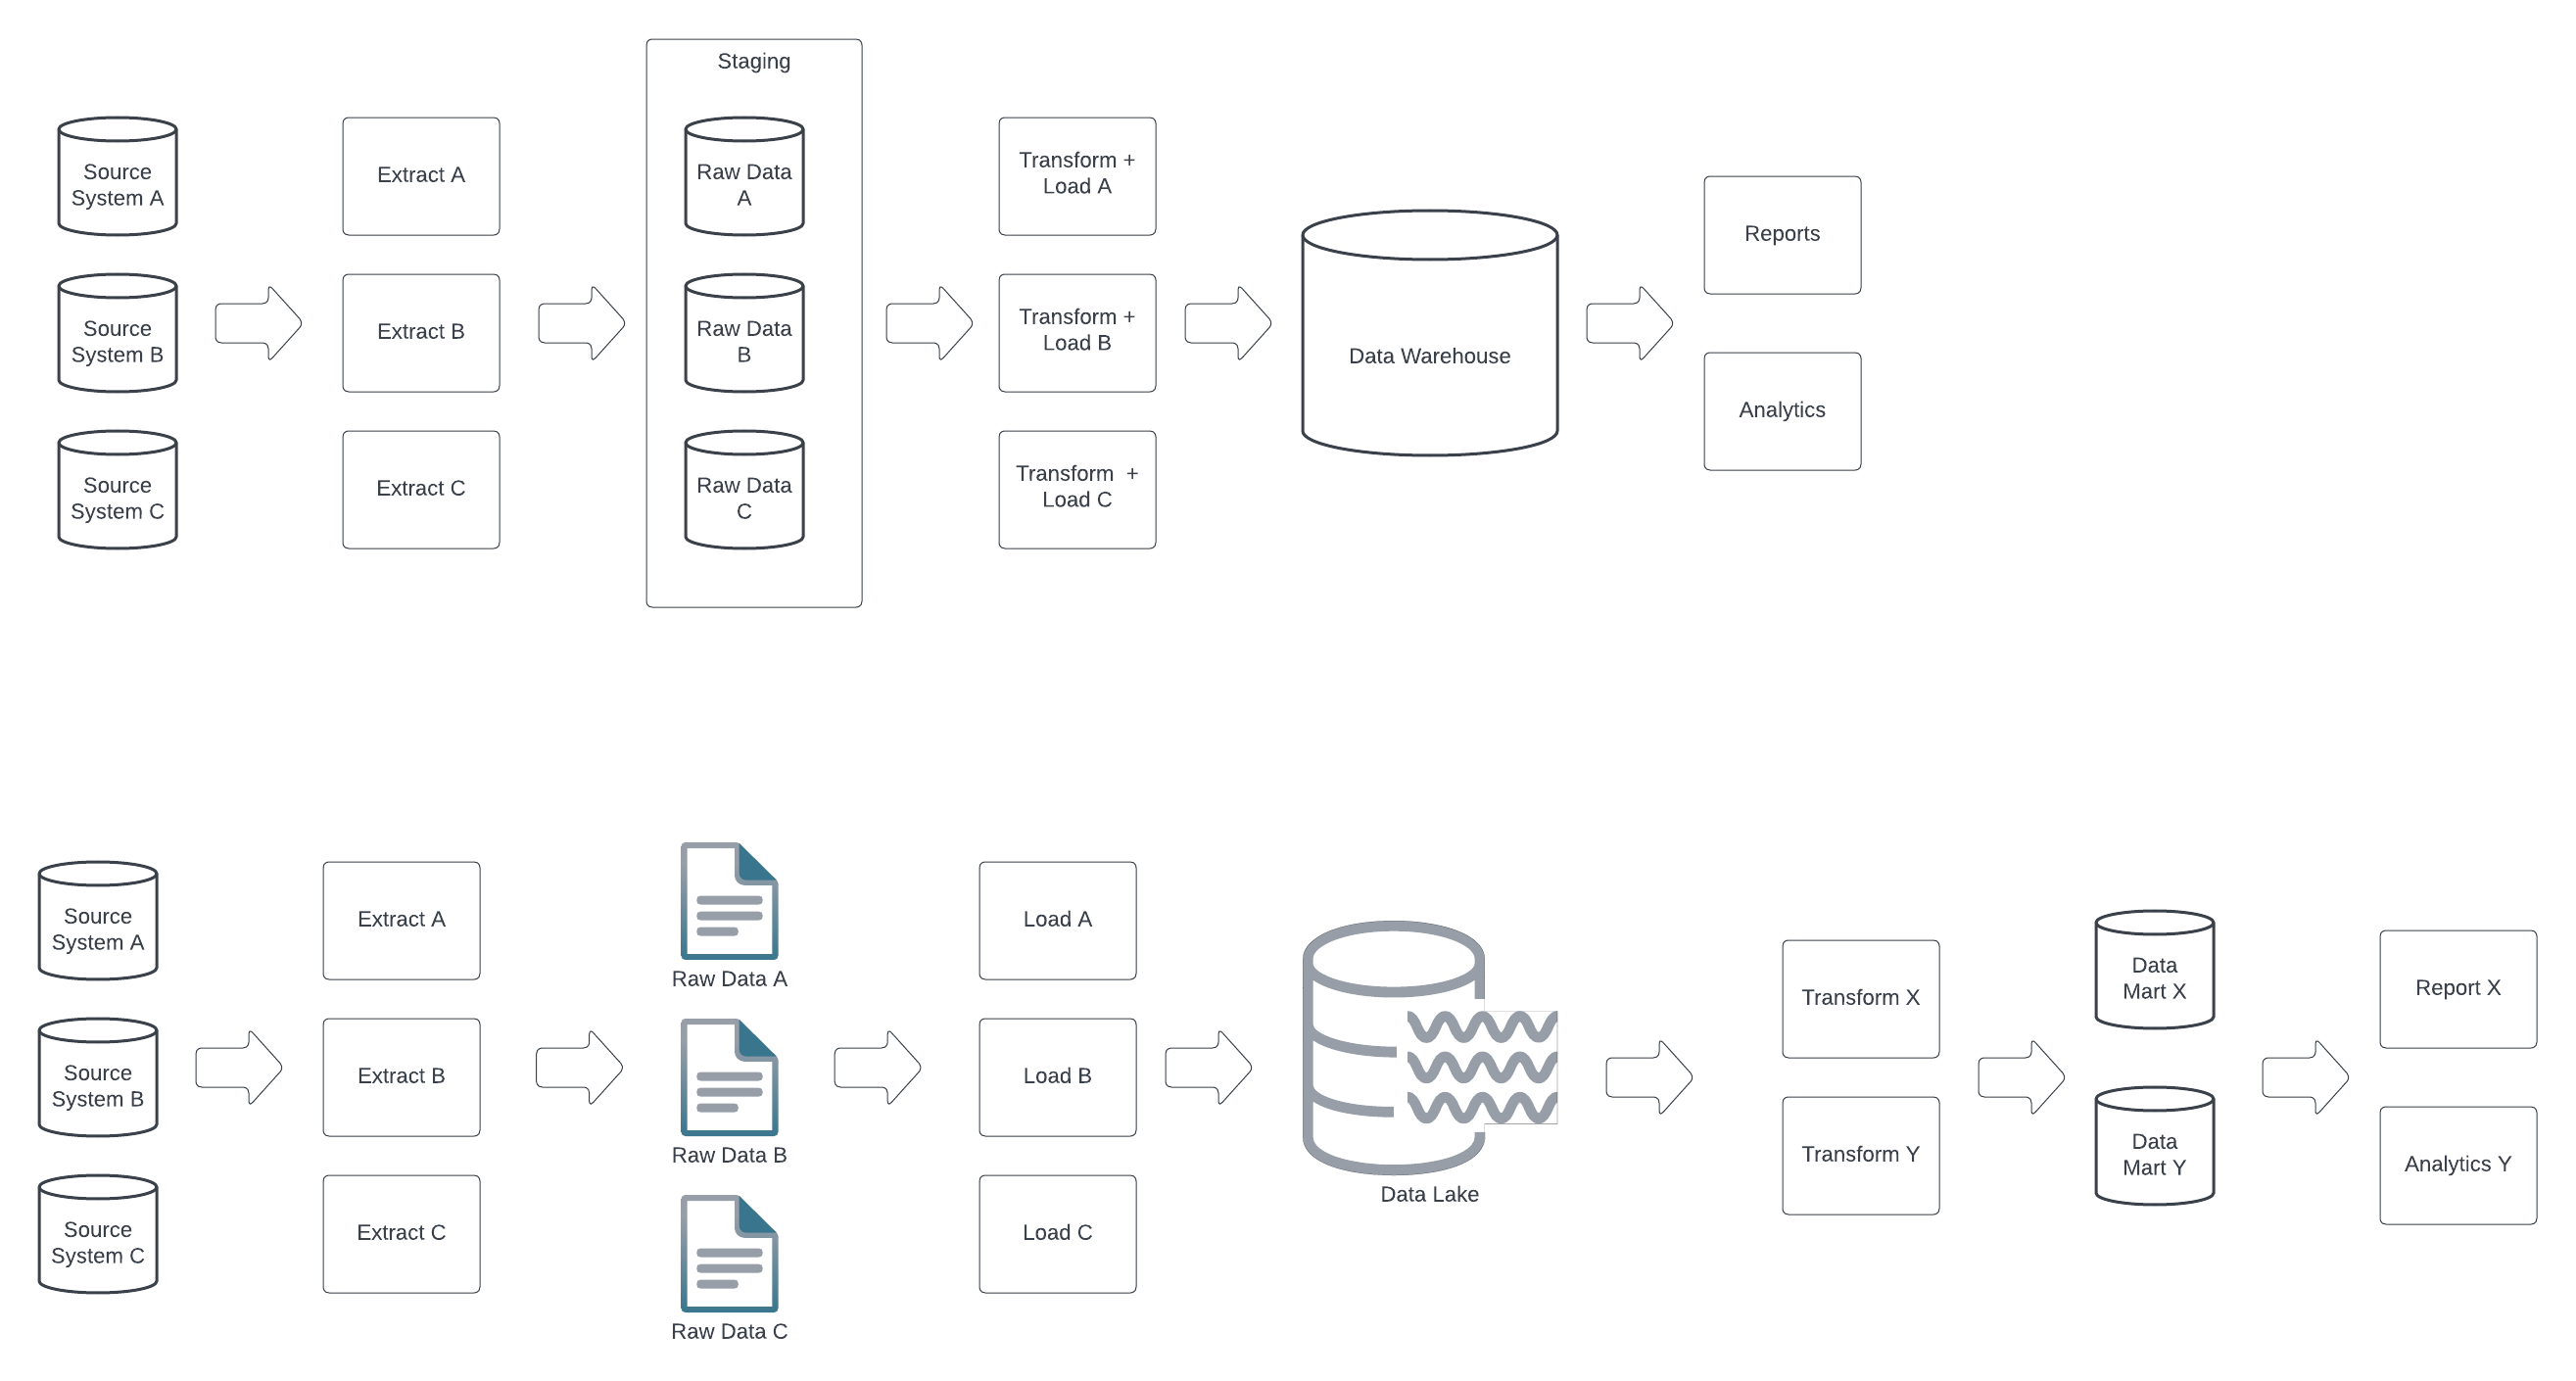 Staging
Source
System A
Extract A
Raw Data
A
Transform +
Load A
Source
System B
Extract B
Raw Data
B
Transform +
Load B
Source
System C
Extract C
Raw Data
C
Transform  +
Load C
Data Warehouse
Reports
Analytics
Source
System A
Extract A
Raw Data A
Load A
Source
System B
Extract B
Raw Data B
Load B
Source
System C
Extract C
Raw Data C
Load C
Data Lake
Transform X
Transform Y
Data
Mart X
Data
Mart Y
Report X
Analytics Y